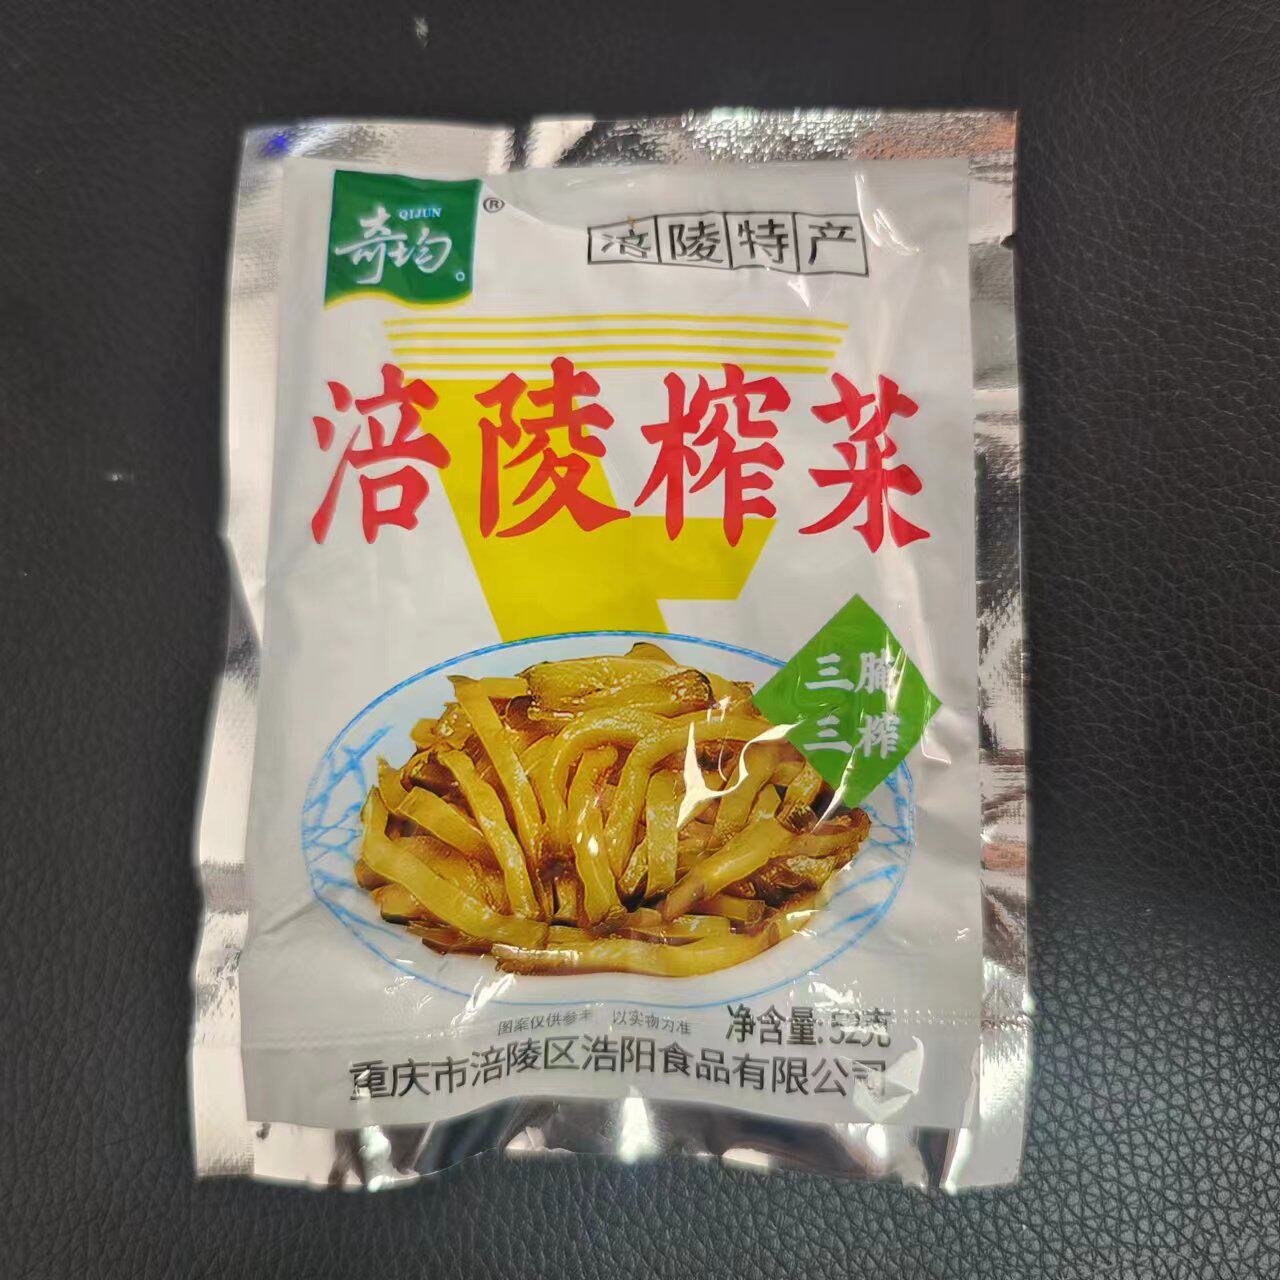 QIJUN
奇均
®
涪陵特产
涪陵榨菜
三腌
三榨
图案仅供参考 以实物为准
净含量:52克
重庆市涪陵区浩阳食品有限公司